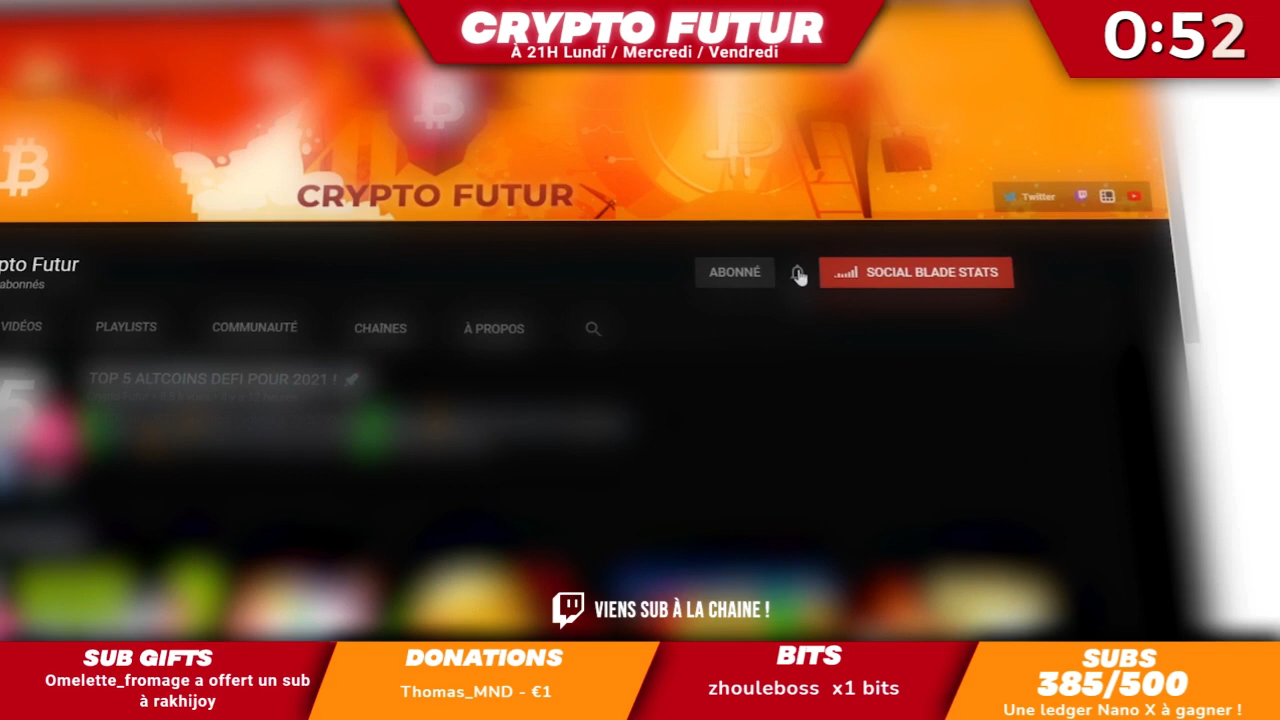 CRYPTO FUTUR
À 21H Lundi / Mercredi / Vendredi
0:52
CRYPTO FUTUR
Twitter
pto Futur
abonnés
ABONNÉ
SOCIAL BLADE STATS
VIDÉOS
PLAYLISTS
COMMUNAUTÉ
CHAÎNES
À PROPOS
TOP 5 ALTCOINS DEFI POUR 2021 !
VIENS SUB À LA CHAINE !
SUB GIFTS
Omelette_fromage a offert un sub
à rakhijoy
DONATIONS
Thomas_MND - €1
BITS
zhouleboss x1 bits
SUBS
385/500
Une ledger Nano X à gagner !